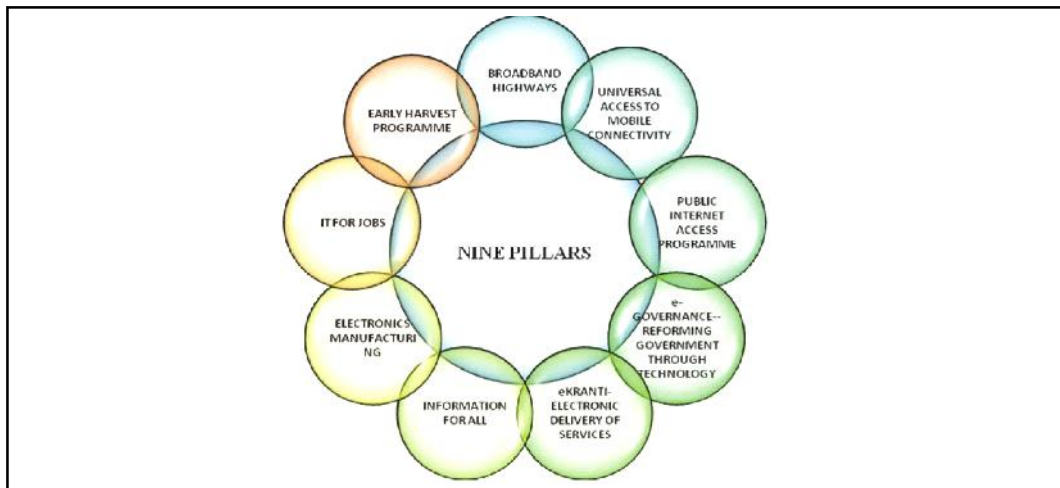 BROADBAND
HIGHWAYS
UNIVERSAL
ACCESS TO
MOBILE
CONNECTIVITY
PUBLIC
INTERNET
ACCESS
PROGRAMME
e-
GOVERNANCE--
REFORMING
GOVERNMENT
THROUGH
TECHNOLOGY
eKRANTI-
ELECTRONIC
DELIVERY OF
SERVICES
INFORMATION
FOR ALL
ELECTRONICS
MANUFACTURI
NG
IT FOR JOBS
EARLY HARVEST
PROGRAMME
NINE PILLARS